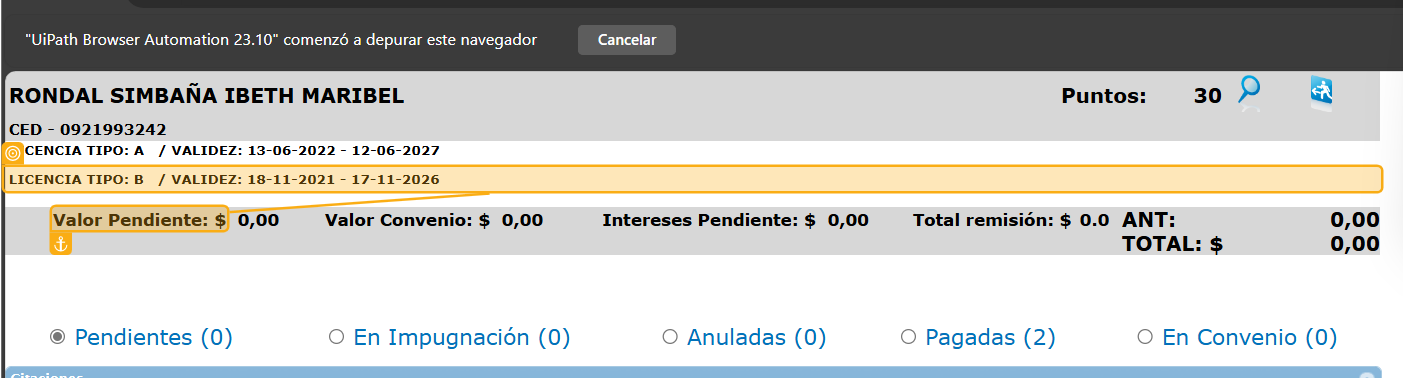 "UiPath Browser Automation 23.10" comenzó a depurar este navegador Cancelar
RONDAL SIMBAÑA IBETH MARIBEL Puntos: 30
CED - 0921993242
CENCIA TIPO: A / VALIDEZ: 13-06-2022 - 12-06-2027
LICENCIA TIPO: B / VALIDEZ: 18-11-2021 - 17-11-2026
Valor Pendiente: $ 0,00 Valor Convenio: $ 0,00 Intereses Pendiente: $ 0,00 Total remisión: $ 0.0 ANT: 0,00
TOTAL: $ 0,00
Pendientes (0) En Impugnación (0) Anuladas (0) Pagadas (2) En Convenio (0)
Citaciones